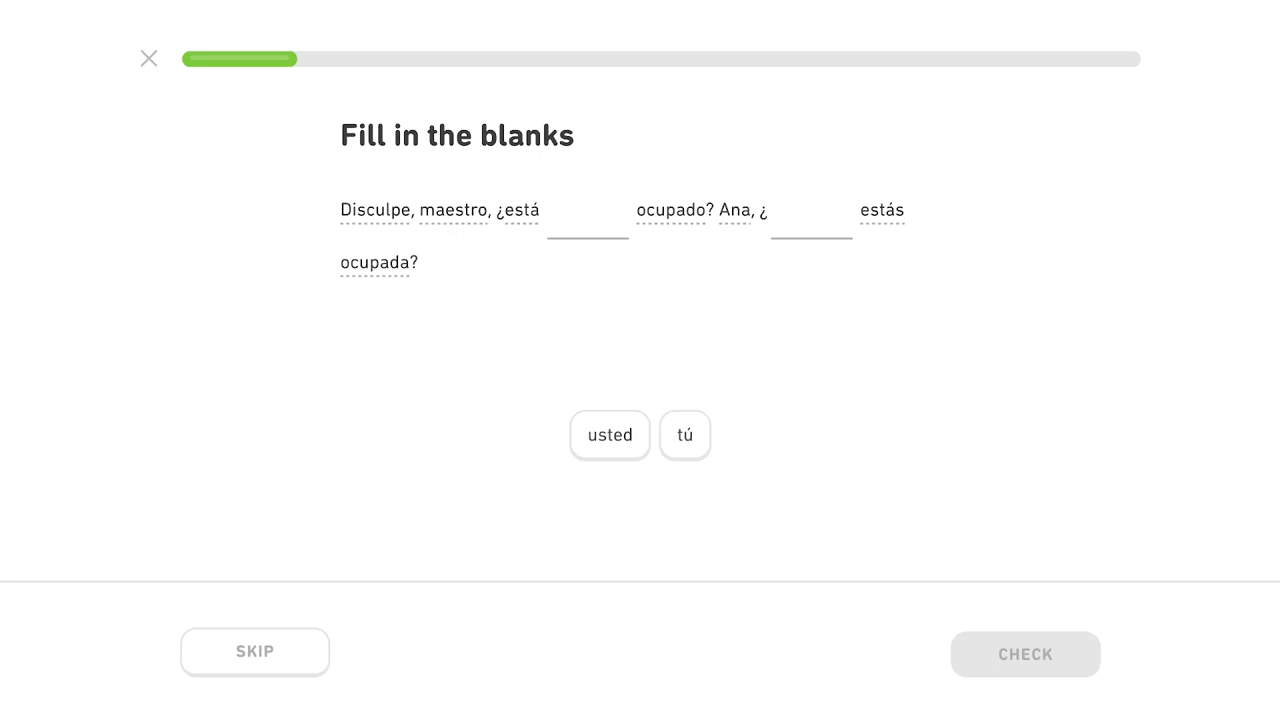 Fill in the blanks
Disculpe, maestro, ¿está ocupado? Ana, ¿ estás
ocupada?
usted tú
SKIP CHECK